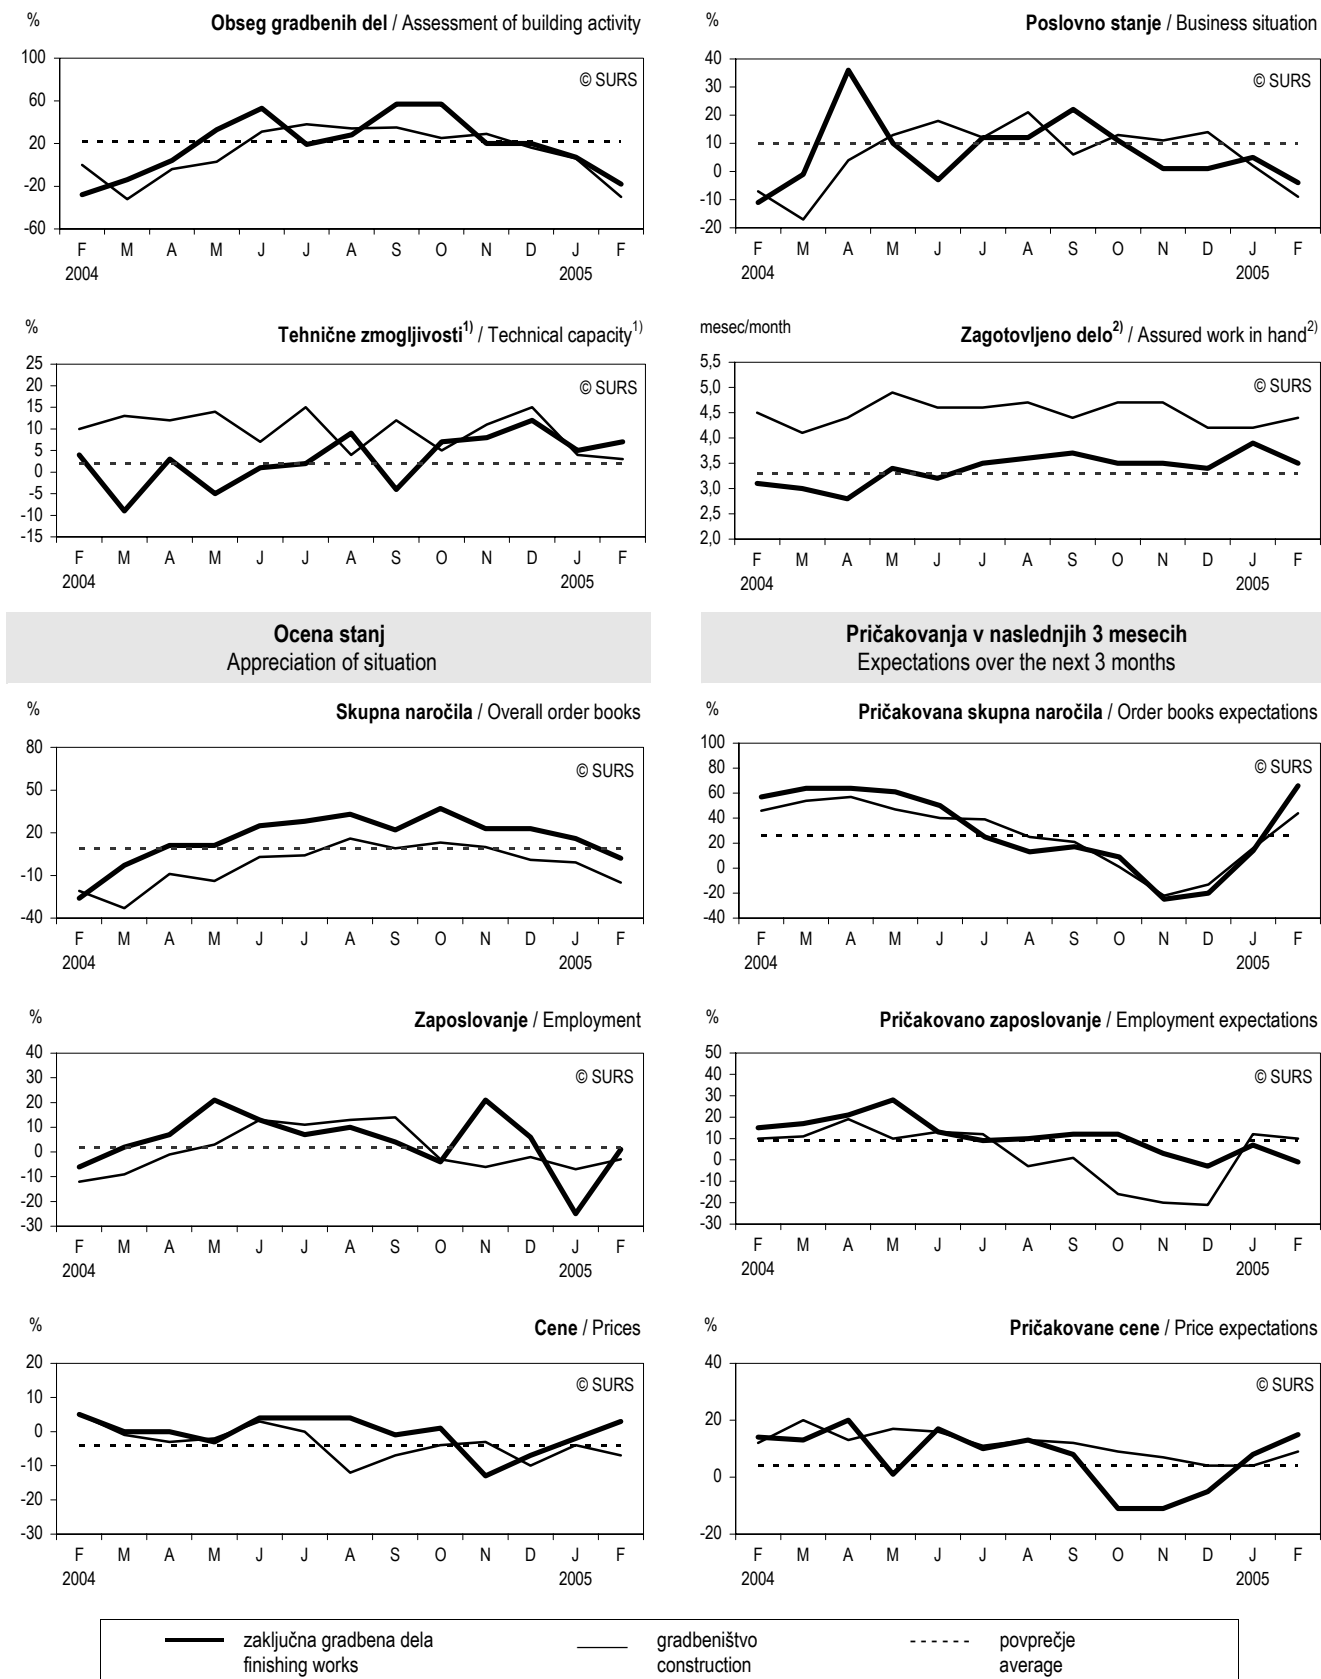 % Obseg gradbenih del / Assessment of building activity
100
60
20
-20
-60
© SURS
F M A M J J A S O N D J F
2004 2005
% Poslovno stanje / Business situation
40
30
20
10
0
-10
-20
© SURS
F M A M J J A S O N D J F
2004 2005
% Tehnične zmogljivosti1) / Technical capacity1)
25
20
15
10
5
0
-5
-10
-15
© SURS
F M A M J J A S O N D J F
2004 2005
mesec/month Zagotovljeno delo2) / Assured work in hand2)
5,5
5,0
4,5
4,0
3,5
3,0
2,5
2,0
© SURS
F M A M J J A S O N D J F
2004 2005
Ocena stanj
Appreciation of situation
Pričakovanja v naslednjih 3 mesecih
Expectations over the next 3 months
% Skupna naročila / Overall order books
80
50
20
-10
-40
© SURS
F M A M J J A S O N D J F
2004 2005
% Pričakovana skupna naročila / Order books expectations
100
80
60
40
20
0
-20
-40
© SURS
F M A M J J A S O N D J F
2004 2005
% Zaposlovanje / Employment
40
30
20
10
0
-10
-20
-30
© SURS
F M A M J J A S O N D J F
2004 2005
% Pričakovano zaposlovanje / Employment expectations
50
40
30
20
10
0
-10
-20
-30
© SURS
F M A M J J A S O N D J F
2004 2005
% Cene / Prices
20
10
0
-10
-20
-30
© SURS
F M A M J J A S O N D J F
2004 2005
% Pričakovane cene / Price expectations
40
20
0
-20
© SURS
F M A M J J A S O N D J F
2004 2005
zaključna gradbena dela gradbeništvo povprečje
finishing works construction average